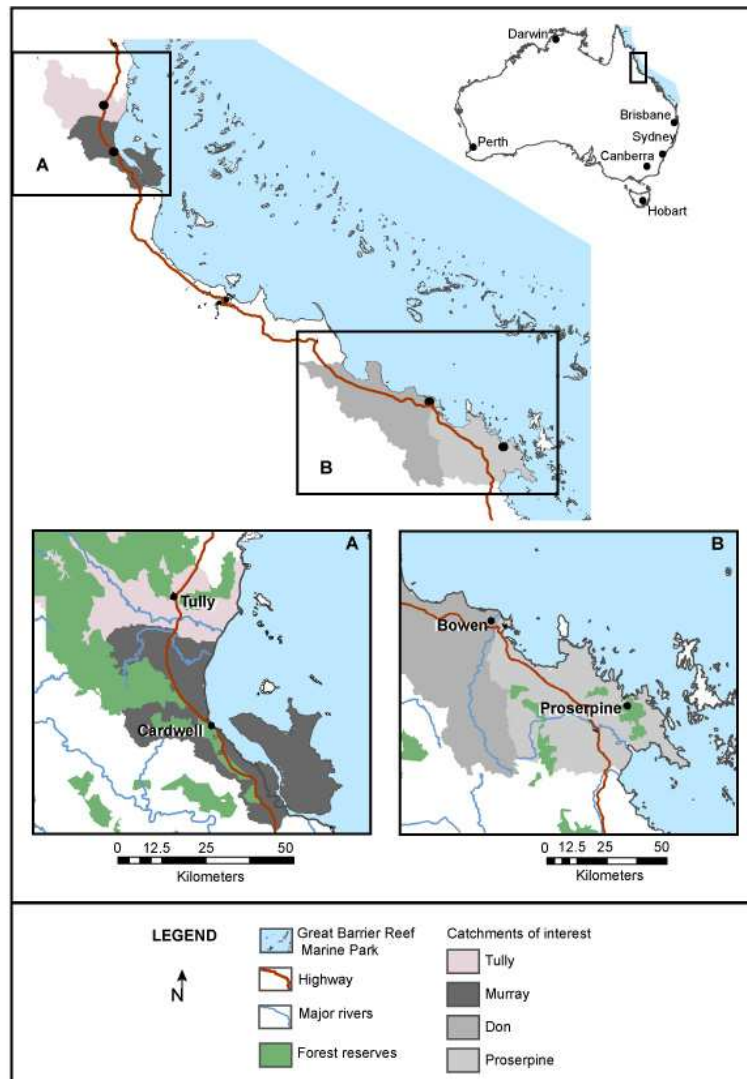 Darwin
Brisbane
Sydney
Perth
Canberra
Hobart
A
B
A
Tully
Cardwell
0 12.5 25 50
Kilometers
B
Bowen
Proserpine
0 12.5 25 50
Kilometers
LEGEND
N
Great Barrier Reef
Marine Park
Highway
Major rivers
Forest reserves
Catchments of interest
Tully
Murray
Don
Proserpine